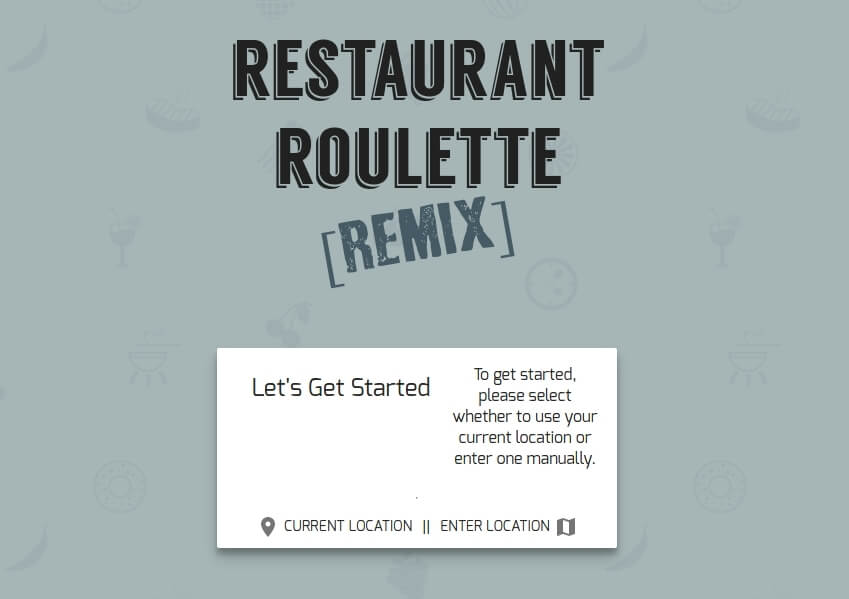 RESTAURANT
ROULETTE
[REMIX]
Let's Get Started
To get started,
please select
whether to use your
current location or
enter one manually.
.
CURRENT LOCATION || ENTER LOCATION